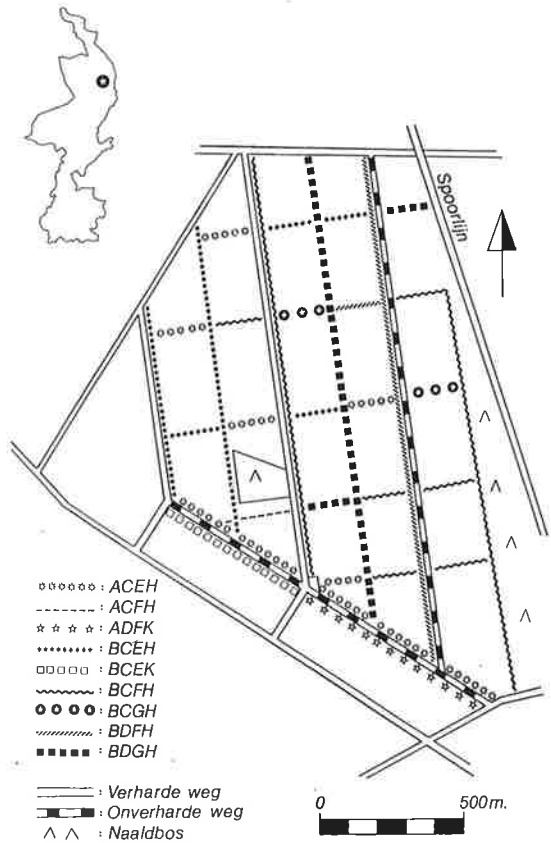 Spoorlijn
: ACEH
: ACFH
: ADFK
: BCEH
: BCEK
: BCFH
: BCGH
: BDFH
: BDGH
: Verharde weg
: Onverharde weg
: Naaldbos
0 500m.